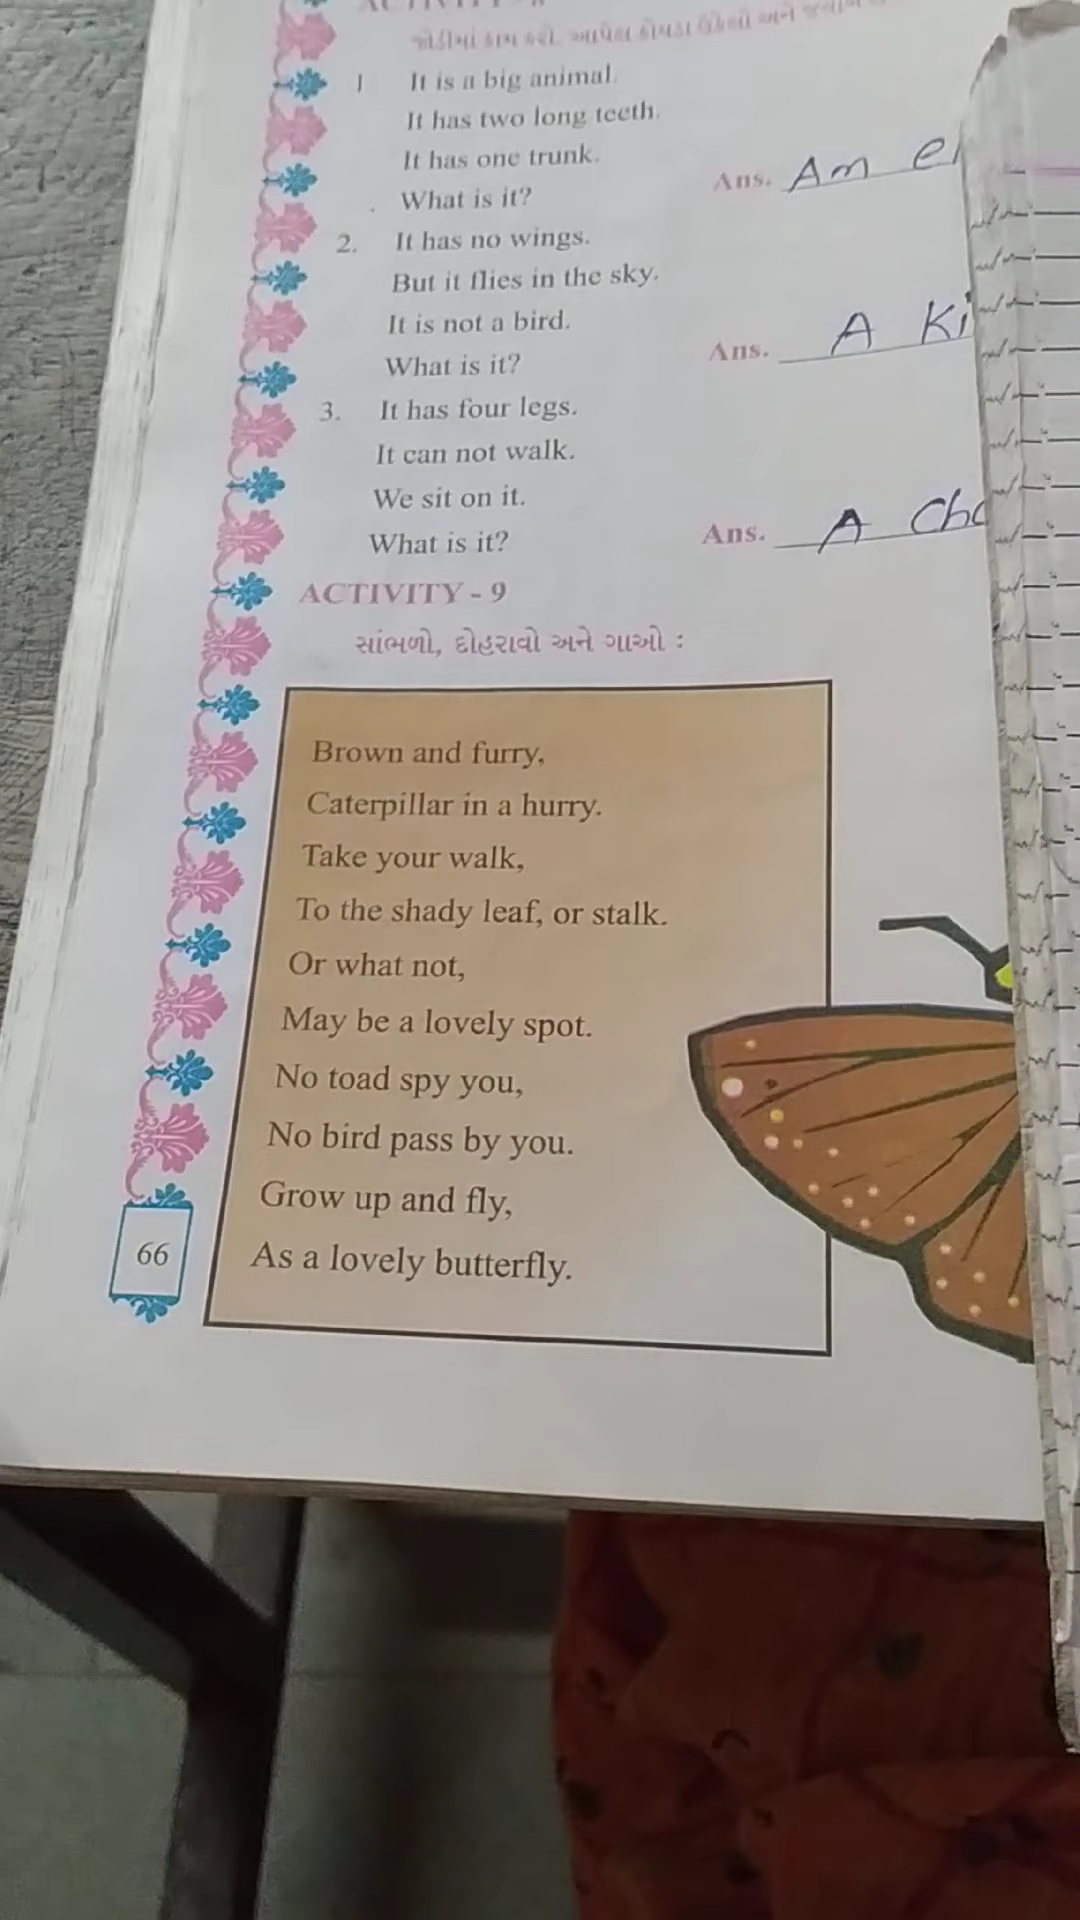 1 It is a big animal.
It has two long teeth.
It has one trunk.
What is it?
Ans. Am
2. It has no wings.
But it flies in the sky.
It is not a bird.
What is it?
Ans. A
3. It has four legs.
It can not walk.
We sit on it.
What is it?
Ans. A
ACTIVITY - 9
સાંભળો, દોહરાવો અને ગાઓ :
Brown and furry,
Caterpillar in a hurry.
Take your walk,
To the shady leaf, or stalk.
Or what not,
May be a lovely spot.
No toad spy you,
No bird pass by you.
Grow up and fly,
As a lovely butterfly.
66